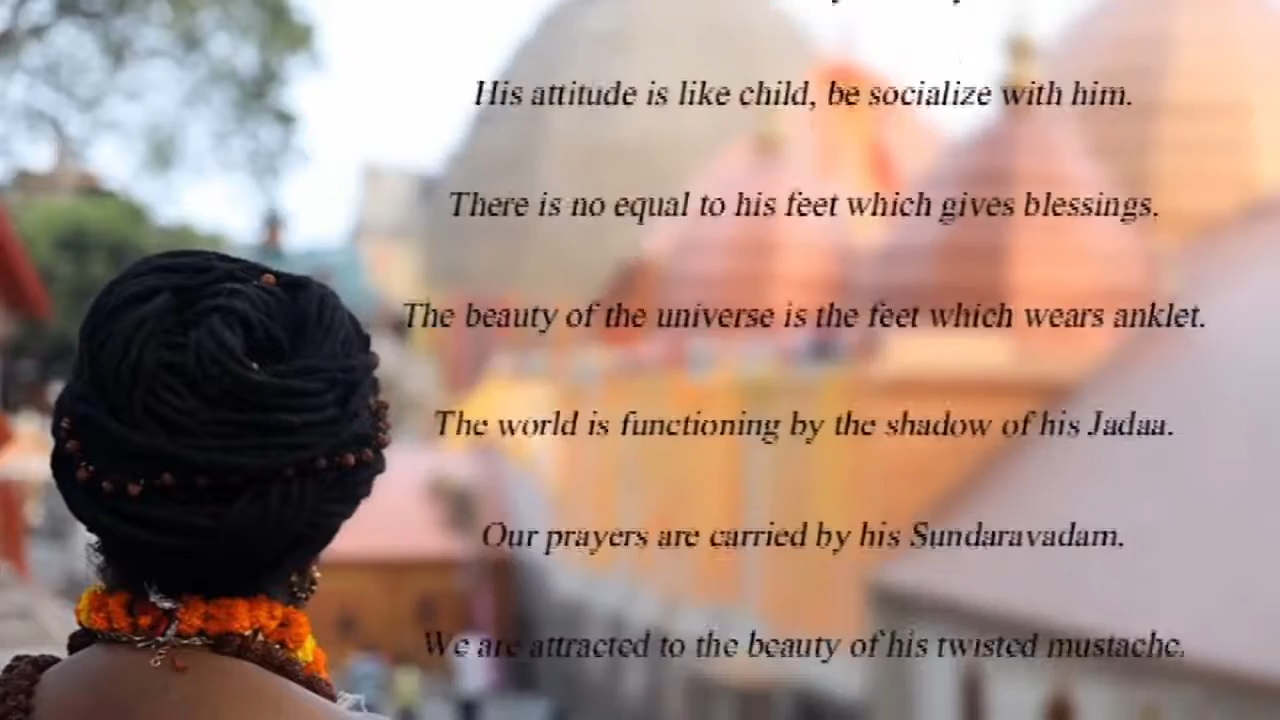 His attitude is like child, be socialize with him.
There is no equal to his feet which gives blessings.
The beauty of the universe is the feet which wears anklet.
The world is functioning by the shadow of his Jadaa.
Our prayers are carried by his Sundaravadam.
We are attracted to the beauty of his twisted mustache.